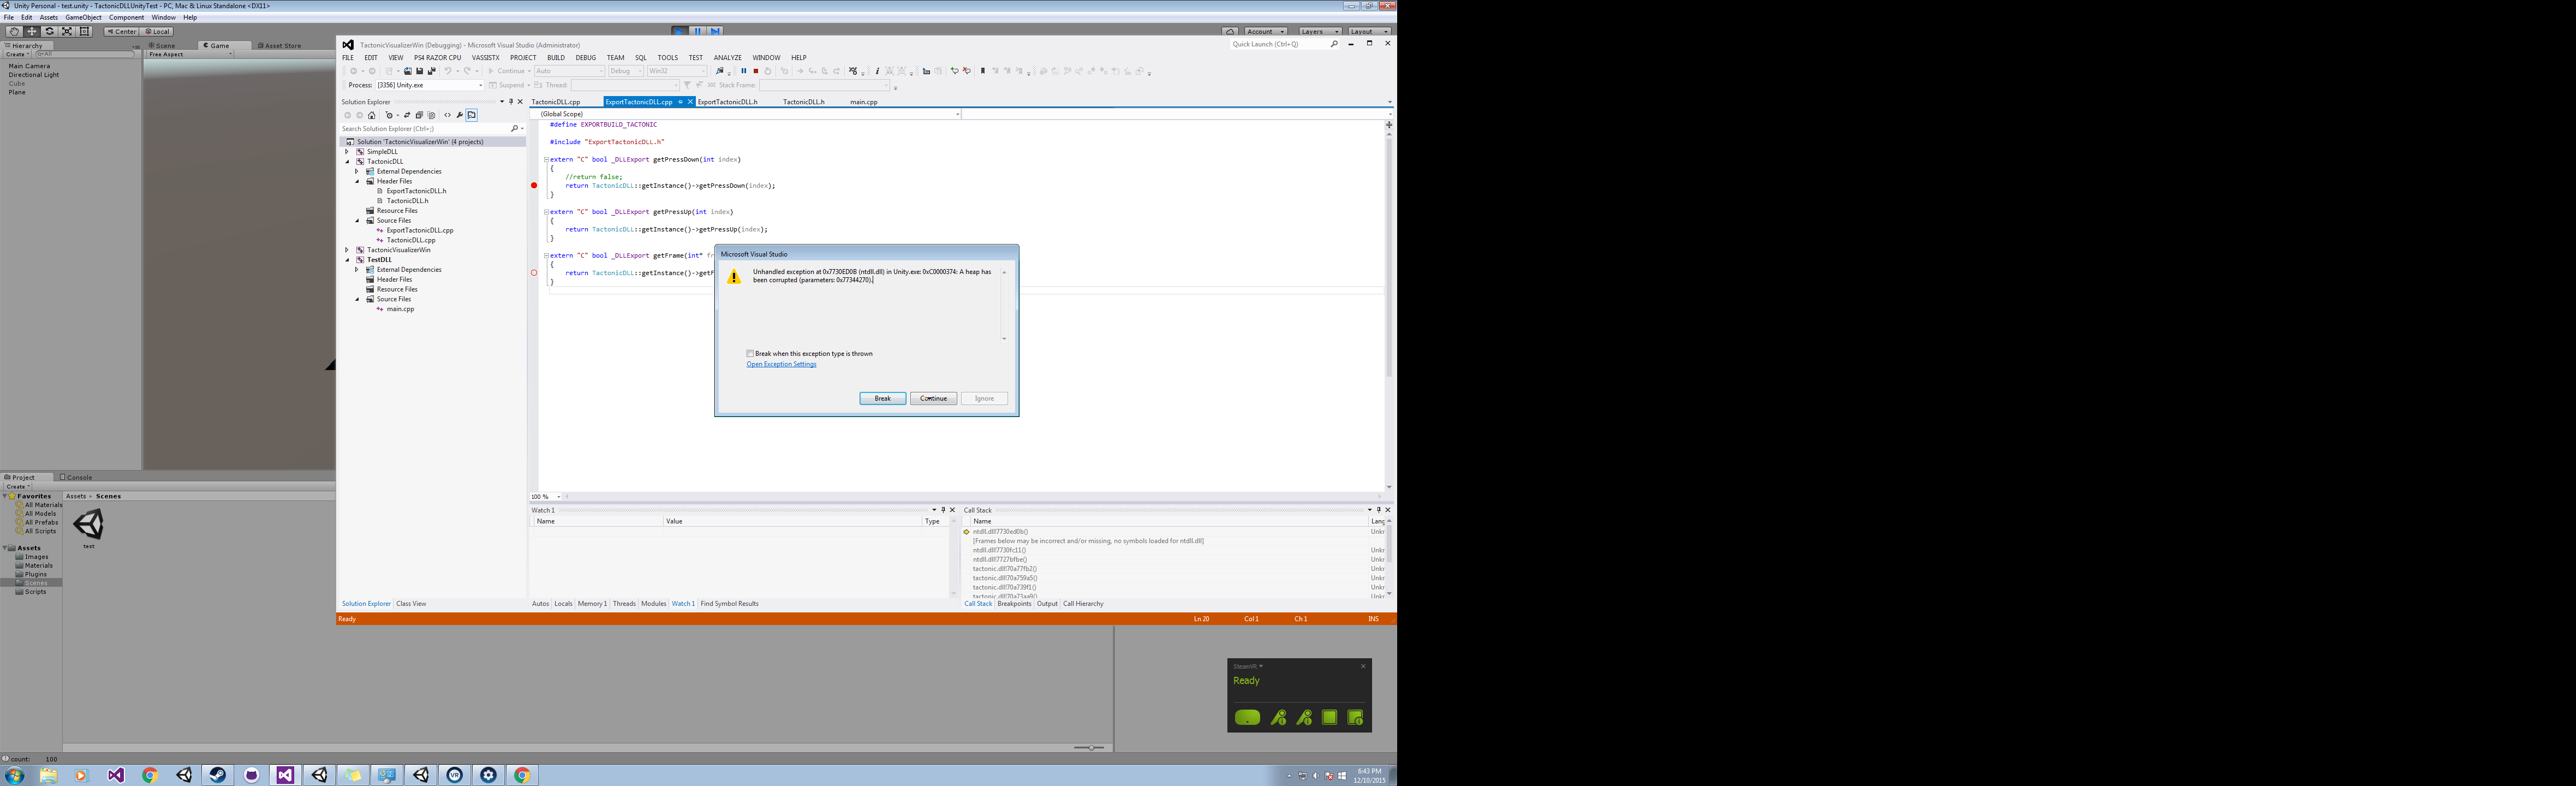 Unity Personal - test.unity - TactonicDLLUnityTest - PC, Mac & Linux Standalone <DX11>
File Edit Assets GameObject Component Window Help
Center Local
Account Layers Layout
Hierarchy
Create All
Main Camera
Directional Light
Cube
Plane
Scene Game Asset Store
Free Aspect
TactonicVisualizerWin (Debugging) - Microsoft Visual Studio (Administrator)
Quick Launch (Ctrl+Q)
FILE EDIT VIEW PS4 RAZOR CPU VASSISTX PROJECT BUILD DEBUG TEAM SQL TOOLS TEST ANALYZE WINDOW HELP
Continue Auto Debug Win32
Process: [3356] Unity.exe Suspend Thread: Stack Frame:
Solution Explorer
Search Solution Explorer (Ctrl+;)
Solution 'TactonicVisualizerWin' (4 projects)
SimpleDLL
TactonicDLL
External Dependencies
Header Files
ExportTactonicDLL.h
TactonicDLL.h
Resource Files
Source Files
ExportTactonicDLL.cpp
TactonicDLL.cpp
TactonicVisualizerWin
TestDLL
External Dependencies
Header Files
Resource Files
Source Files
main.cpp
Solution Explorer Class View
TactonicDLL.cpp ExportTactonicDLL.cpp ExportTactonicDLL.h TactonicDLL.h main.cpp
(Global Scope)
#define EXPORTBUILD_TACTONIC
#include "ExportTactonicDLL.h"
extern "C" bool _DLLExport getPressDown(int index)
{
//return false;
return TactonicDLL::getInstance()->getPressDown(index);
}
extern "C" bool _DLLExport getPressUp(int index)
{
return TactonicDLL::getInstance()->getPressUp(index);
}
extern "C" bool _DLLExport getFrame(int* fr
{
return TactonicDLL::getInstance()->getF
}
Microsoft Visual Studio
Unhandled exception at 0x7730ED0B (ntdll.dll) in Unity.exe: 0xC0000374: A heap has
been corrupted (parameters: 0x77344270).
Break when this exception type is thrown
Open Exception Settings
Break Continue Ignore
100 %
Watch 1
Name Value Type
Autos Locals Memory 1 Threads Modules Watch 1 Find Symbol Results
Call Stack
Name Lang
ntdll.dll!7730ed0b() Unkr
[Frames below may be incorrect and/or missing, no symbols loaded for ntdll.dll]
ntdll.dll!7730fc11() Unkr
ntdll.dll!7727bfbe() Unkr
tactonic.dll!70a77fb2() Unkr
tactonic.dll!70a759a5() Unkr
tactonic.dll!70a739f1() Unkr
tactonic.dll!70a73aa9() Unkr
Call Stack Breakpoints Output Call Hierarchy
Ready Ln 20 Col 1 Ch 1 INS
Project Console
Create
Favorites
All Materials
All Models
All Prefabs
All Scripts
Assets
Images
Materials
Plugins
Scenes
Scripts
Assets Scenes
test
SteamVR
Ready
count: 100
VR
6:43 PM
12/10/2015